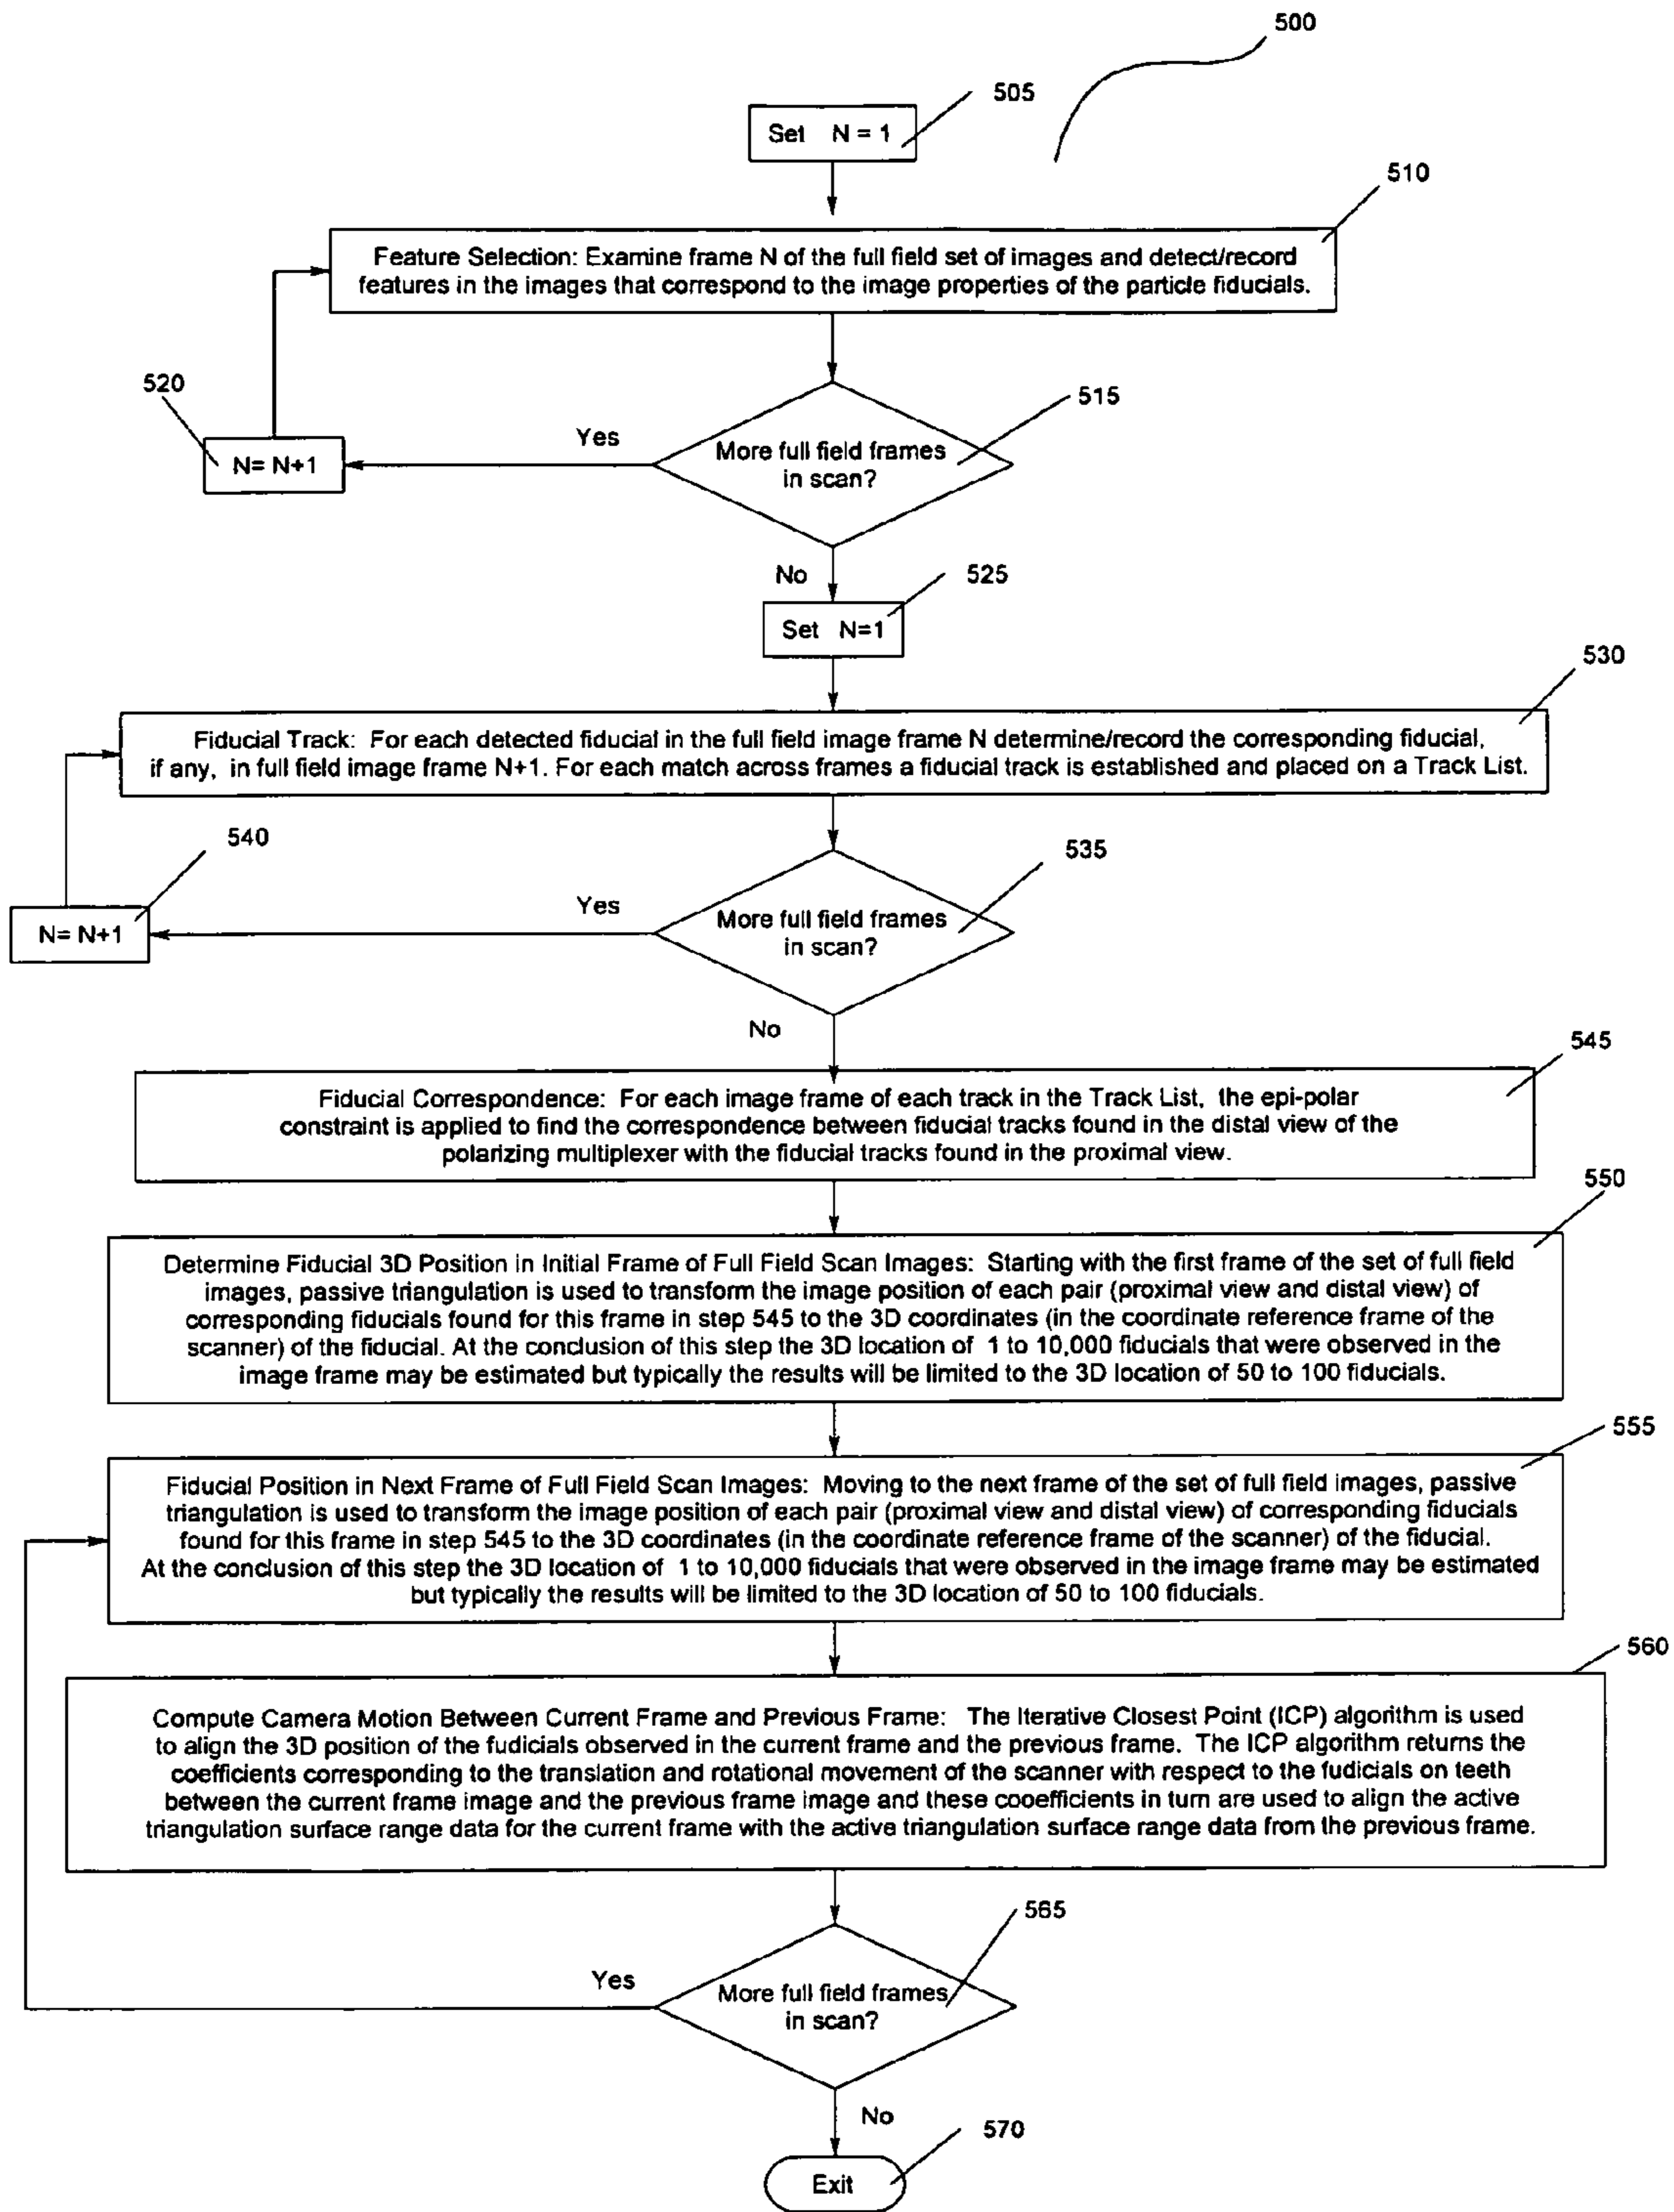 500
505
Set N = 1
510
Feature Selection: Examine frame N of the full field set of images and detect/record
features in the images that correspond to the image properties of the particle fiducials.
520
515
Yes
More full field frames
in scan?
N= N+1
No
525
Set N=1
530
Fiducial Track: For each detected fiducial in the full field image frame N determine/record the corresponding fiducial,
if any, in full field image frame N+1. For each match across frames a fiducial track is established and placed on a Track List.
540
535
Yes
More full field frames
in scan?
N= N+1
No
545
Fiducial Correspondence: For each image frame of each track in the Track List, the epi-polar
constraint is applied to find the correspondence between fiducial tracks found in the distal view of the
polarizing multiplexer with the fiducial tracks found in the proximal view.
550
Determine Fiducial 3D Position in Initial Frame of Full Field Scan Images: Starting with the first frame of the set of full field
images, passive triangulation is used to transform the image position of each pair (proximal view and distal view) of
corresponding fiducials found for this frame in step 545 to the 3D coordinates (in the coordinate reference frame of the
scanner) of the fiducial. At the conclusion of this step the 3D location of 1 to 10,000 fiducials that were observed in the
image frame may be estimated but typically the results will be limited to the 3D location of 50 to 100 fiducials.
555
Fiducial Position in Next Frame of Full Field Scan Images: Moving to the next frame of the set of full field images, passive
triangulation is used to transform the image position of each pair (proximal view and distal view) of corresponding fiducials
found for this frame in step 545 to the 3D coordinates (in the coordinate reference frame of the scanner) of the fiducial.
At the conclusion of this step the 3D location of 1 to 10,000 fiducials that were observed in the image frame may be estimated
but typically the results will be limited to the 3D location of 50 to 100 fiducials.
560
Compute Camera Motion Between Current Frame and Previous Frame: The Iterative Closest Point (ICP) algorithm is used
to align the 3D position of the fudicials observed in the current frame and the previous frame. The ICP algorithm returns the
coefficients corresponding to the translation and rotational movement of the scanner with respect to the fudicials on teeth
between the current frame image and the previous frame image and these cooefficients in turn are used to align the active
triangulation surface range data for the current frame with the active triangulation surface range data from the previous frame.
565
Yes
More full field frames
in scan?
No
570
Exit